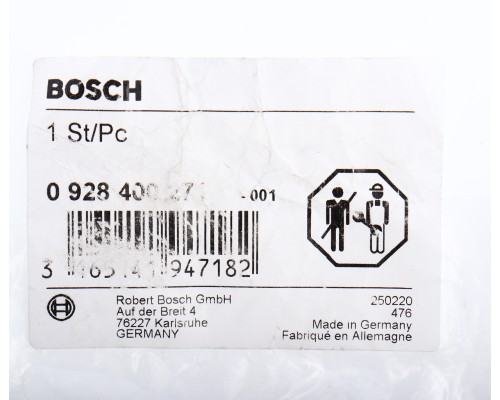 BOSCH
1 St/Pc
0 928 -001
947182
Robert Bosch GmbH
Auf der Breit 4
76227 Karlsruhe
GERMANY
250220
476
Made in Germany
Fabriqué en Allemagne